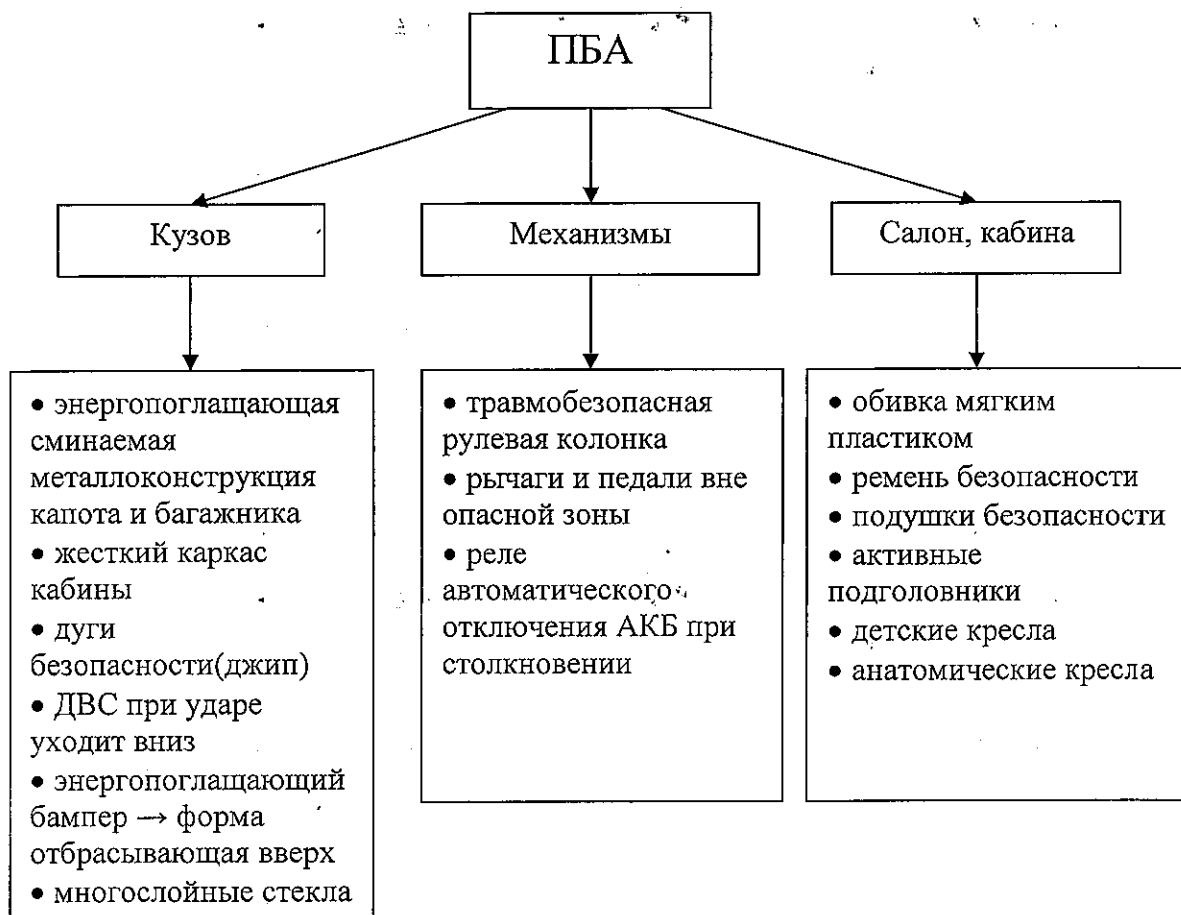 ПБА
Кузов
Механизмы
Салон, кабина
• энергопоглащающая
сминаемая
металлоконструкция
капота и багажника
• жесткий каркас
кабины
• дуги
безопасности(джип)
• ДВС при ударе
уходит вниз
• энергопоглащающий
бампер → форма
отбрасывающая вверх
• многослойные стекла
• травмобезопасная
рулевая колонка
• рычаги и педали вне
опасной зоны
• реле
автоматического
отключения АКБ при
столкновении
• обивка мягким
пластиком
• ремень безопасности
• подушки безопасности
• активные
подголовники
• детские кресла
• анатомические кресла